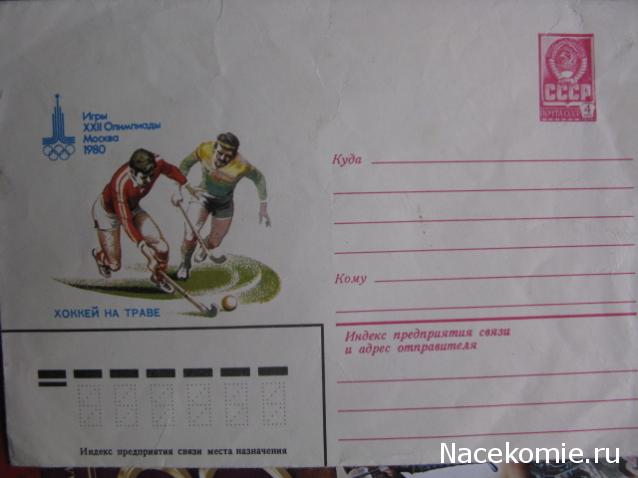 Игры
XXII Олимпиады
Москва
1980
СССР
ПОЧТА
4
Куда
Кому
ХОККЕЙ НА ТРАВЕ
Индекс предприятия связи
и адрес отправителя
Индекс предприятия связи места назначения
Nacekomie.ru